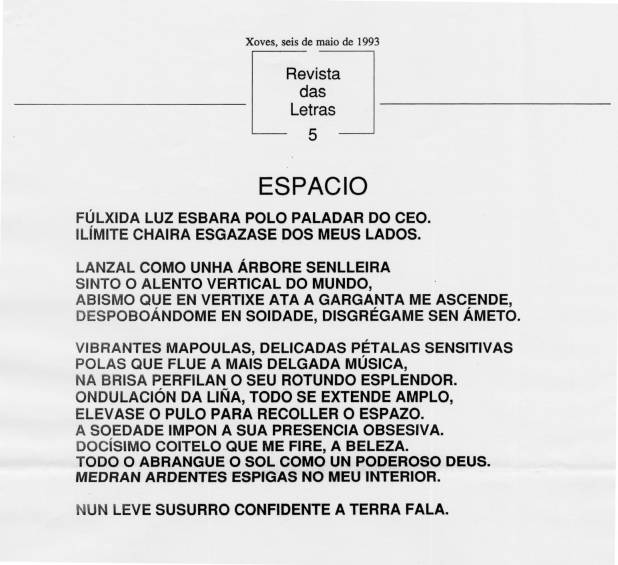 Xoves, seis de maio de 1993
Revista
das
Letras
5
ESPACIO
FÚLXIDA LUZ ESBARA POLO PALADAR DO CEO.
ILÍMITE CHAIRA ESGAZASE DOS MEUS LADOS.
LANZAL COMO UNHA ÁRBORE SENLLEIRA
SINTO O ALENTO VERTICAL DO MUNDO,
ABISMO QUE EN VERTIXE ATA A GARGANTA ME ASCENDE,
DESPOBOÁNDOME EN SOIDADE, DISGRÉGAME SEN ÁMETO.
VIBRANTES MAPOULAS, DELICADAS PÉTALAS SENSITIVAS
POLAS QUE FLUE A MAIS DELGADA MÚSICA,
NA BRISA PERFILAN O SEU ROTUNDO ESPLENDOR.
ONDULACIÓN DA LIÑA, TODO SE EXTENDE AMPLO,
ELEVASE O PULO PARA RECOLLER O ESPAZO.
A SOEDADE IMPON A SUA PRESENCIA OBSESIVA.
DOCÍSIMO COITELO QUE ME FIRE, A BELEZA.
TODO O ABRANGUE O SOL COMO UN PODEROSO DEUS.
MEDRAN ARDENTES ESPIGAS NO MEU INTERIOR.
NUN LEVE SUSURRO CONFIDENTE A TERRA FALA.